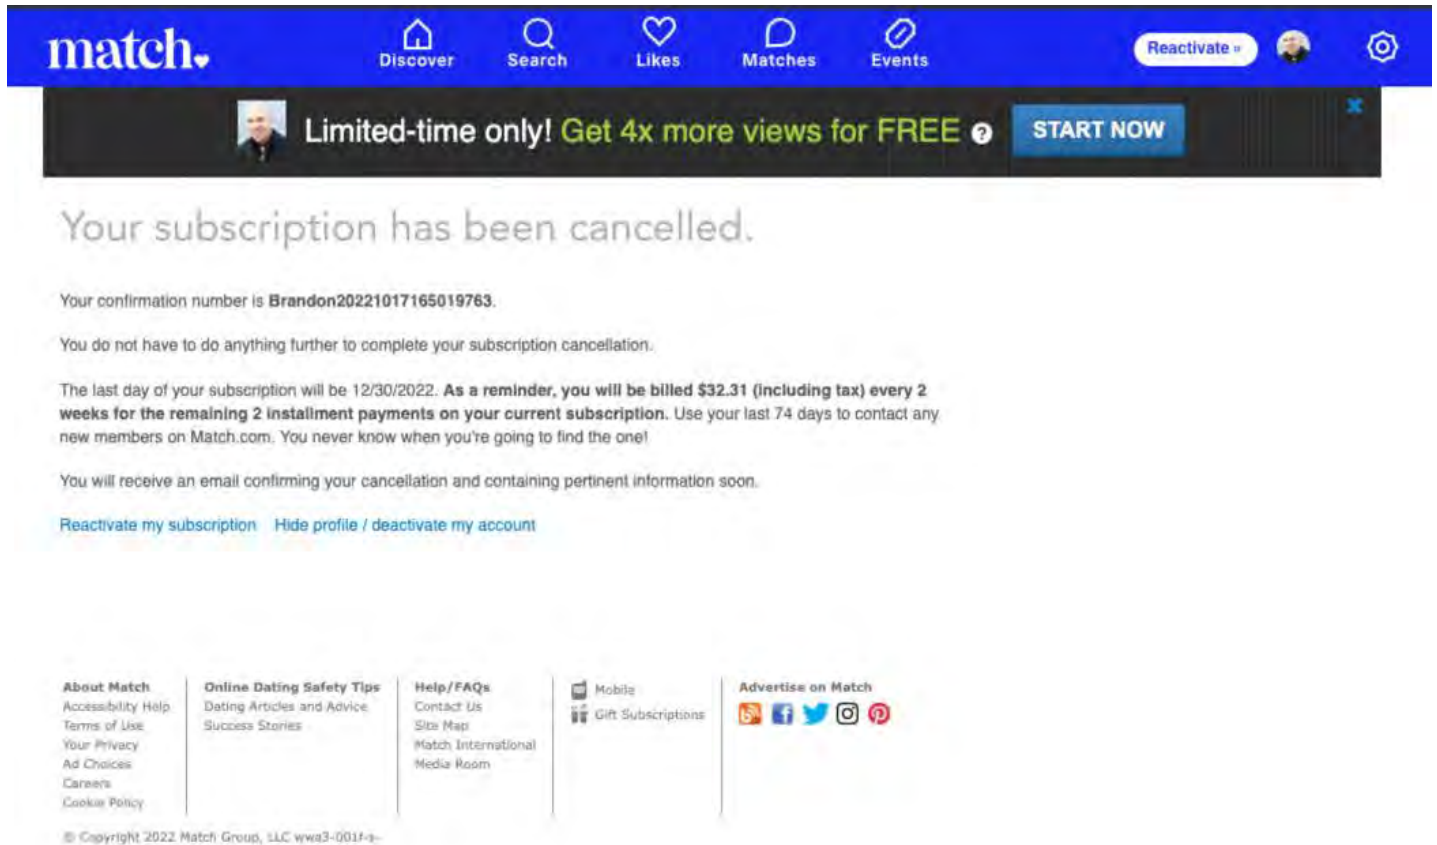 match
Discover
Search
Likes
Matches
Events
Reactivate »
Limited-time only! Get 4x more views for FREE ?
START NOW
Your subscription has been cancelled.
Your confirmation number is Brandon20221017165019763.
You do not have to do anything further to complete your subscription cancellation.
The last day of your subscription will be 12/30/2022. As a reminder, you will be billed $32.31 (including tax) every 2
weeks for the remaining 2 installment payments on your current subscription. Use your last 74 days to contact any
new members on Match.com. You never know when you're going to find the one!
You will receive an email confirming your cancellation and containing pertinent information soon.
Reactivate my subscription Hide profile / deactivate my account
About Match
Accessibility Help
Terms of Use
Your Privacy
Ad Choices
Careers
Cookie Policy
Online Dating Safety Tips
Dating Articles and Advice
Success Stories
Help/FAQs
Contact Us
Site Map
Match International
Media Room
Mobile
Gift Subscriptions
Advertise on Match
© Copyright 2022 Match Group, LLC